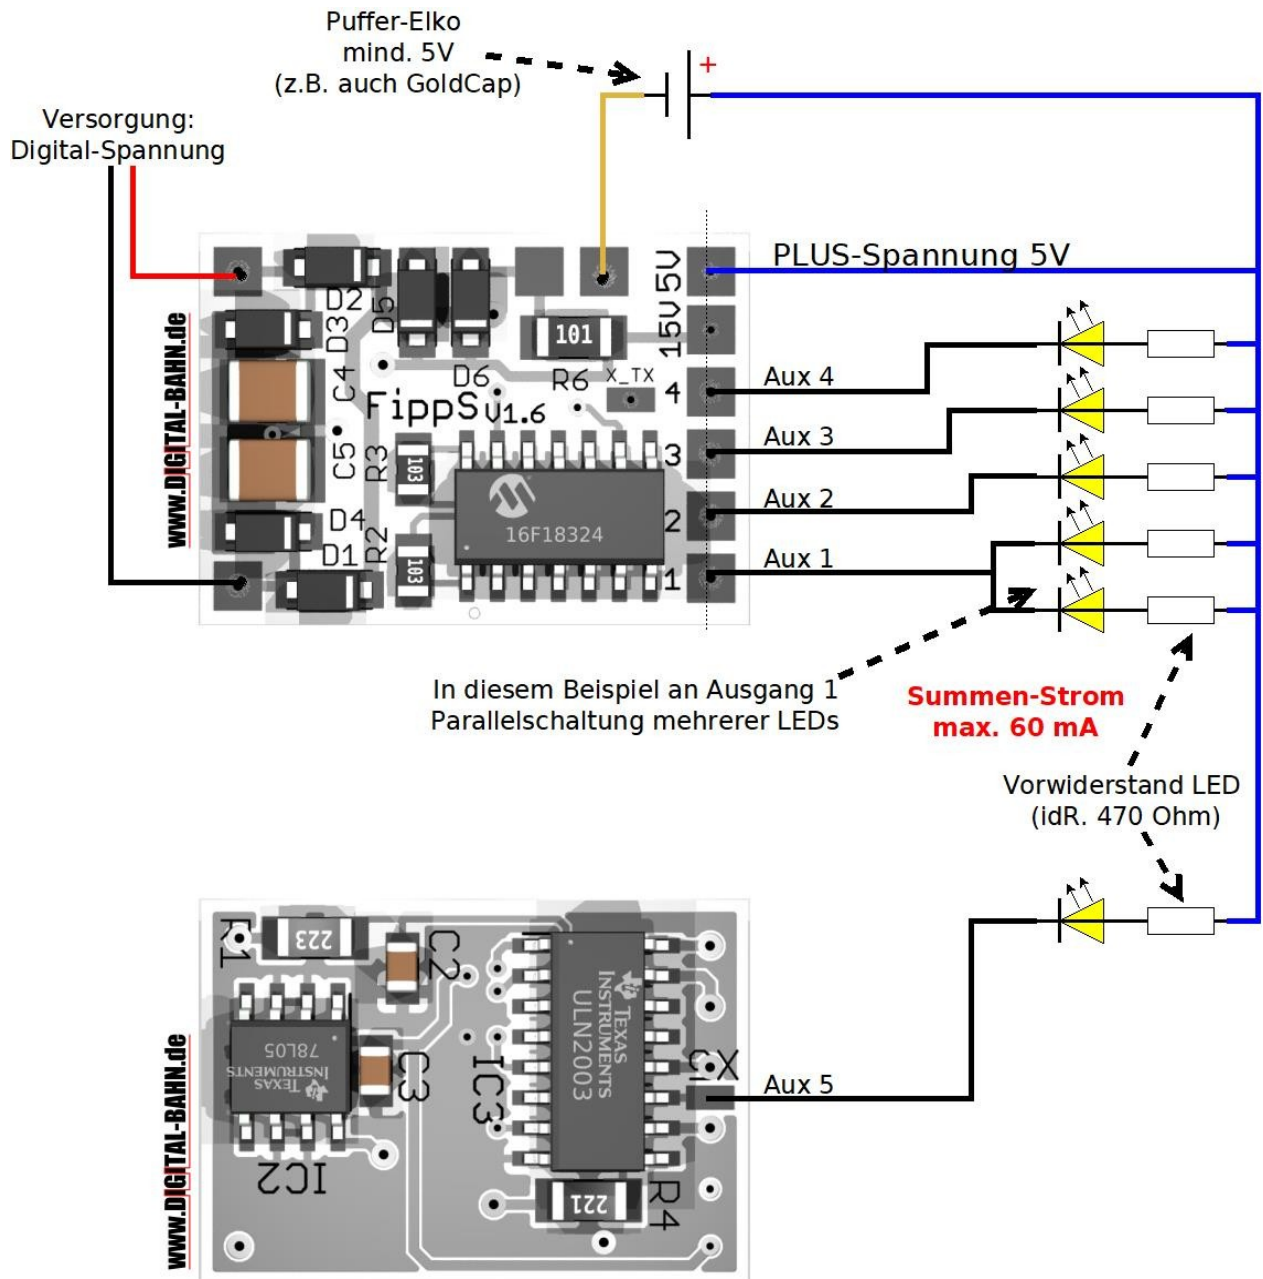 Puffer-Elko
mind. 5V
(z.B. auch GoldCap)
+
Versorgung:
Digital-Spannung
PLUS-Spannung 5V
5V
15V
D2
D3
D5
101
D6
R6
X_TX
4
Aux 4
C4
FippS V1.6
www.DIGITAL-BAHN.de
C5
R3
103
3
Aux 3
16F18324
2
Aux 2
D4
D1
R2
103
1
Aux 1
In diesem Beispiel an Ausgang 1
Parallelschaltung mehrerer LEDs
Summen-Strom
max. 60 mA
Vorwiderstand LED
(idR. 470 Ohm)
R1
223
C2
TEXAS
INSTRUMENTS
ULN2003
78L05
TEXAS
INSTRUMENTS
C3
IC3
X5
Aux 5
www.DIGITAL-BAHN.de
IC2
221
R4